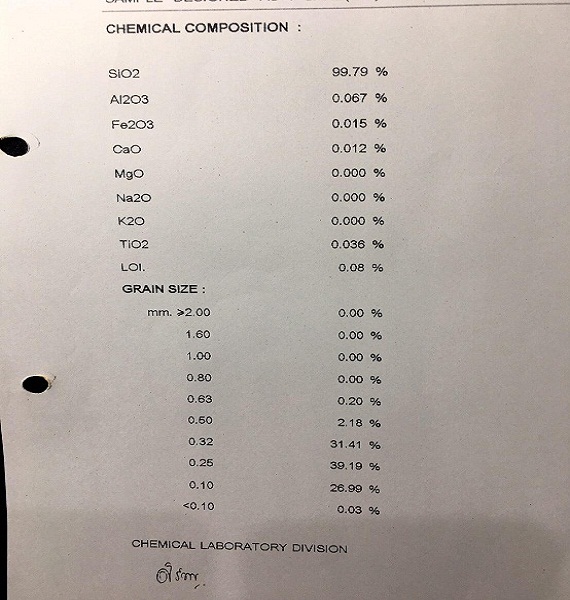 CHEMICAL COMPOSITION :
SiO2 99.79 %
Al2O3 0.067 %
Fe2O3 0.015 %
CaO 0.012 %
MgO 0.000 %
Na2O 0.000 %
K2O 0.000 %
TiO2 0.036 %
LOI. 0.08 %
GRAIN SIZE :
mm. ⩾2.00 0.00 %
1.60 0.00 %
1.00 0.00 %
0.80 0.00 %
0.63 0.20 %
0.50 2.18 %
0.32 31.41 %
0.25 39.19 %
0.10 26.99 %
<0.10 0.03 %
CHEMICAL LABORATORY DIVISION